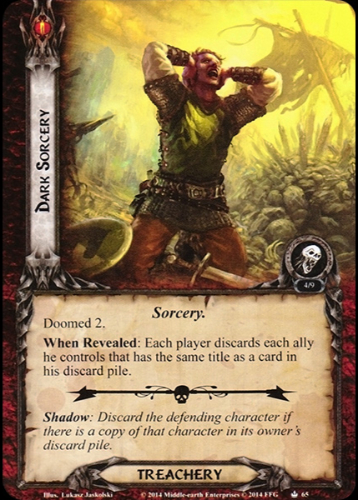 DARK SORCERY
4/9
Sorcery.
Doomed 2.
When Revealed: Each player discards each ally
he controls that has the same title as a card in
his discard pile.
Shadow: Discard the defending character if
there is a copy of that character in its owner's
discard pile.
TREACHERY
Illus. Lukasz Jaskolski © 2014 Middle-earth Enterprises © 2014 FFG 65